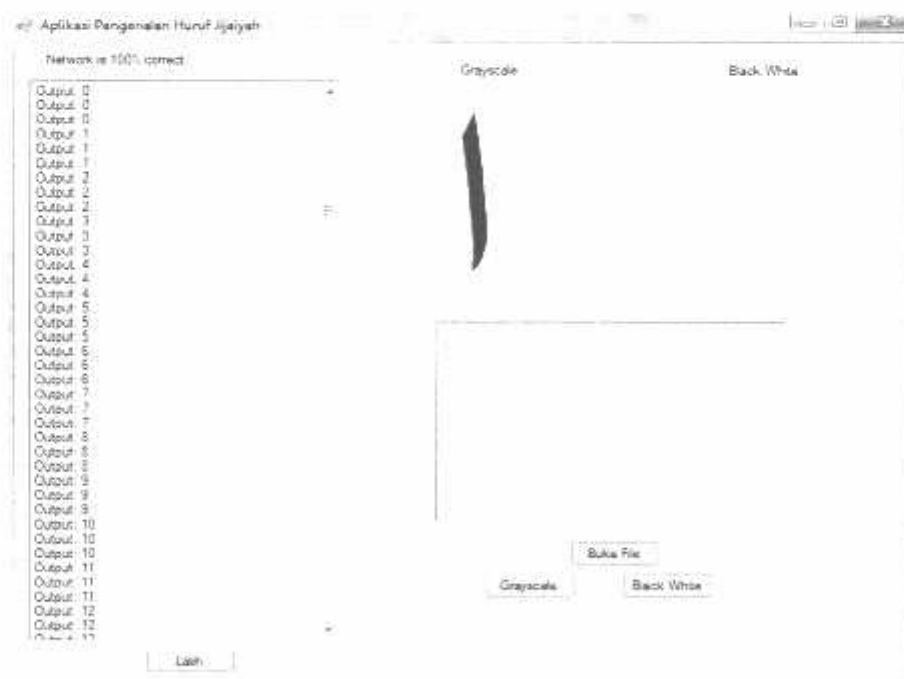 Aplikasi Pengenalan Huruf Hijaiyah
Network is 100% correct
Output: 0
Output: 0
Output: 0
Output: 1
Output: 1
Output: 1
Output: 2
Output: 2
Output: 2
Output: 3
Output: 3
Output: 3
Output: 4
Output: 4
Output: 4
Output: 5
Output: 5
Output: 5
Output: 6
Output: 6
Output: 6
Output: 7
Output: 7
Output: 7
Output: 8
Output: 8
Output: 8
Output: 9
Output: 9
Output: 9
Output: 10
Output: 10
Output: 10
Output: 11
Output: 11
Output: 11
Output: 12
Output: 12
Output: 12
Latih
Grayscale
Black White
ا
Buka File
Grayscale
Black White